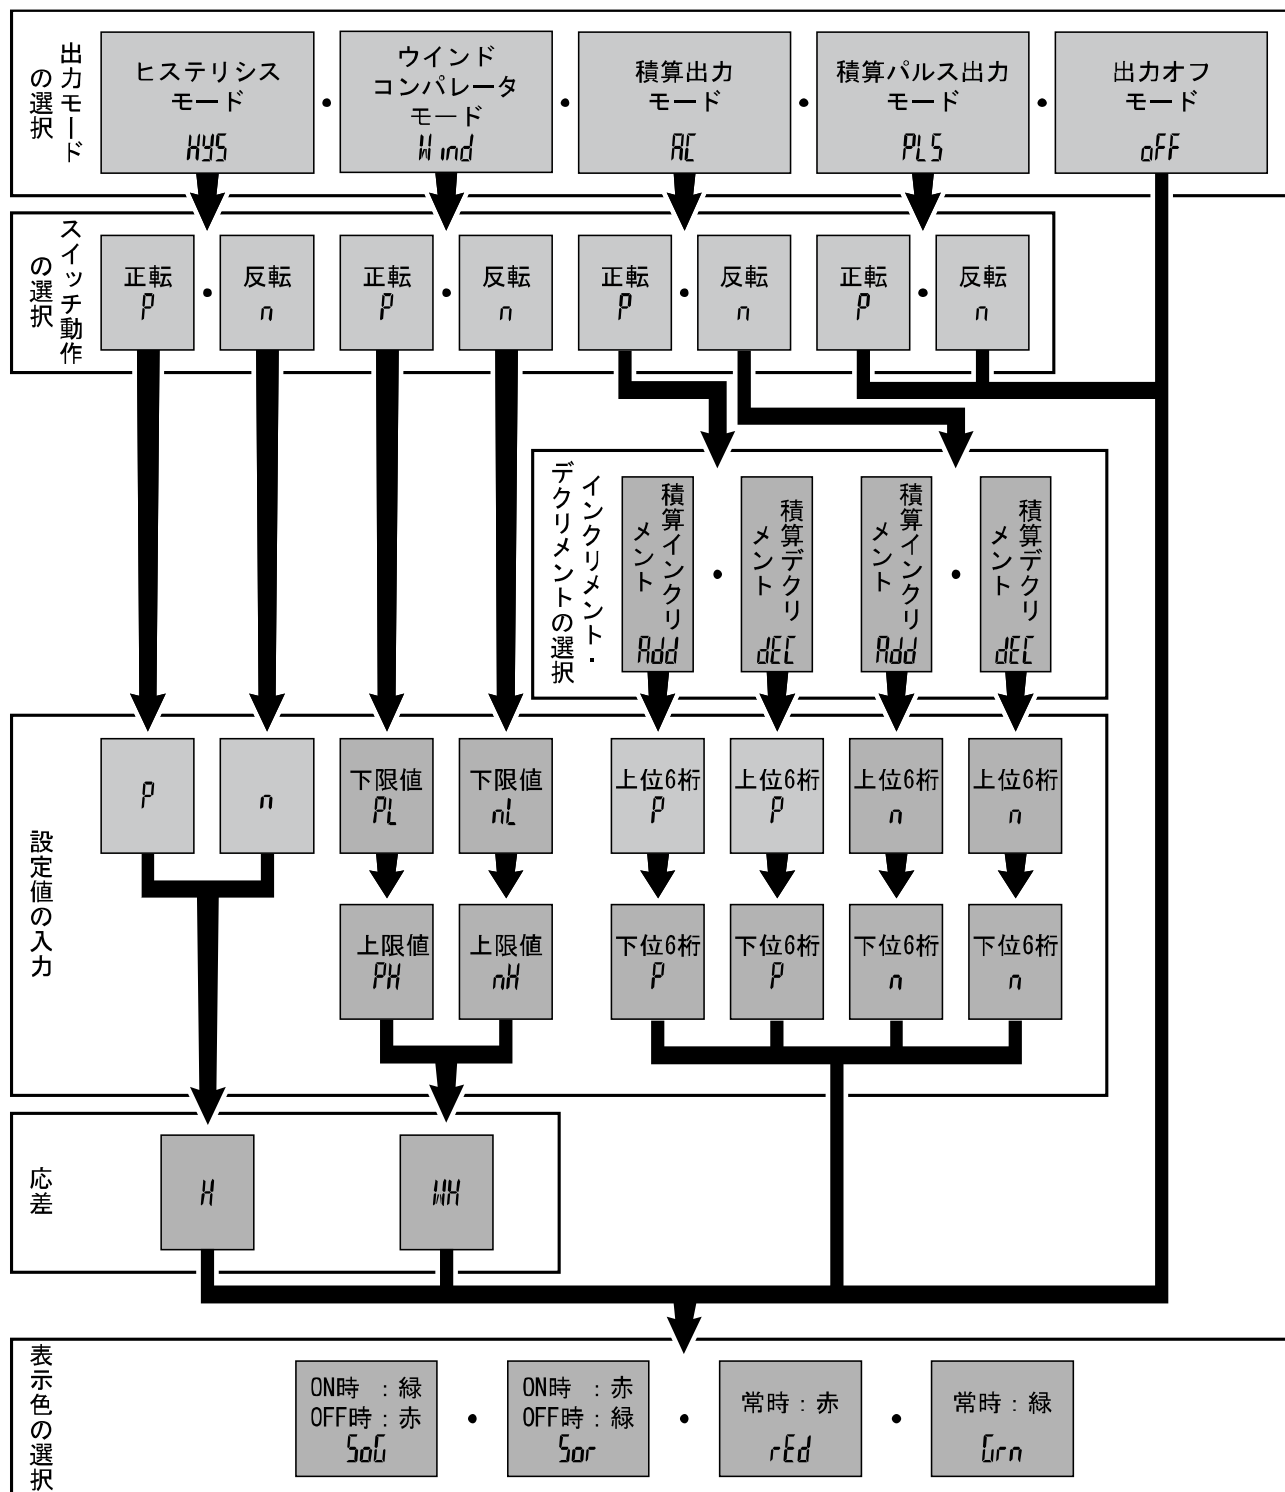 出力モード
の選択
ヒステリシス
モード
HYS
ウインド
コンパレータ
モード
Wind
積算出力
モード
AC
積算パルス出力
モード
PLS
出力オフ
モード
oFF
スイッチ動作
の選択
正転
P
反転
n
正転
P
反転
n
正転
P
反転
n
正転
P
反転
n
インクリメント・
デクリメントの選択
積算インクリ
メント
Add
積算デクリ
メント
dEC
積算インクリ
メント
Add
積算デクリ
メント
dEC
設定値の入力
P
n
下限値
PL
下限値
nL
上位6桁
P
上位6桁
P
上位6桁
n
上位6桁
n
上限値
PH
上限値
nH
下位6桁
P
下位6桁
P
下位6桁
n
下位6桁
n
応差
H
WH
表示色の選択
ON時 :緑
OFF時:赤
SoG
ON時 :赤
OFF時:緑
Sor
常時:赤
rEd
常時:緑
Grn